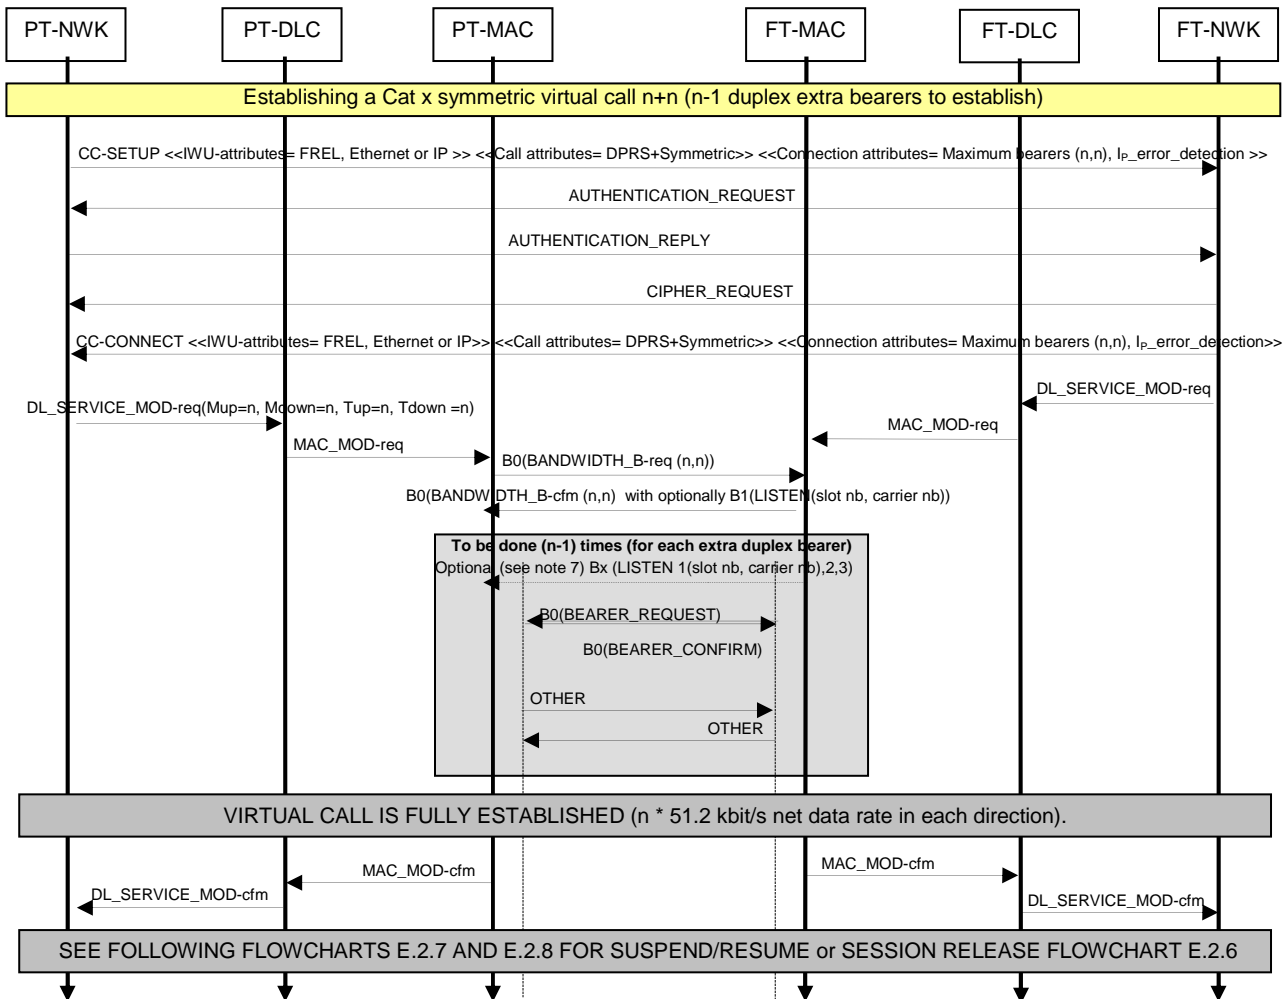 PT-NWK PT-DLC PT-MAC FT-MAC FT-DLC FT-NWK
Establishing a Cat x symmetric virtual call n+n (n-1 duplex extra bearers to establish)
CC-SETUP <<IWU-attributes= FREL, Ethernet or IP >> <<Call attributes= DPRS+Symmetric>> <<Connection attributes= Maximum bearers (n,n), IP_error_detection >>
AUTHENTICATION_REQUEST
AUTHENTICATION_REPLY
CIPHER_REQUEST
CC-CONNECT <<IWU-attributes= FREL, Ethernet or IP>> <<Call attributes= DPRS+Symmetric>> <<Connection attributes= Maximum bearers (n,n), IP_error_detection>>
DL_SERVICE_MOD-req
DL_SERVICE_MOD-req(Mup=n, Mdown=n, Tup=n, Tdown =n)
MAC_MOD-req
MAC_MOD-req
B0(BANDWIDTH_B-req (n,n))
B0(BANDWIDTH_B-cfm (n,n) with optionally B1(LISTEN(slot nb, carrier nb))
To be done (n-1) times (for each extra duplex bearer)
Optional (see note 7) Bx (LISTEN 1(slot nb, carrier nb),2,3)
B0(BEARER_REQUEST)
B0(BEARER_CONFIRM)
OTHER
OTHER
VIRTUAL CALL IS FULLY ESTABLISHED (n * 51.2 kbit/s net data rate in each direction).
MAC_MOD-cfm
MAC_MOD-cfm
DL_SERVICE_MOD-cfm
DL_SERVICE_MOD-cfm
SEE FOLLOWING FLOWCHARTS E.2.7 AND E.2.8 FOR SUSPEND/RESUME or SESSION RELEASE FLOWCHART E.2.6